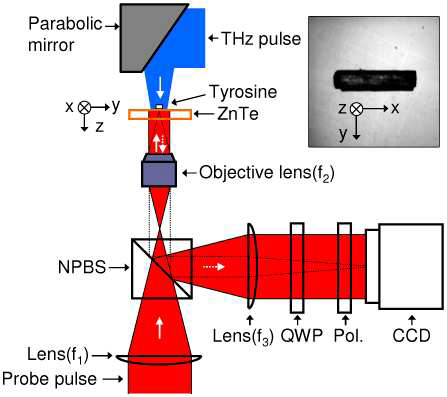 Parabolic
mirror
THz pulse
Tyrosine
ZnTe
x
y
z
z
x
y
Objective lens(f₂)
NPBS
Lens(f₃)
QWP
Pol.
CCD
Lens(f₁)
Probe pulse